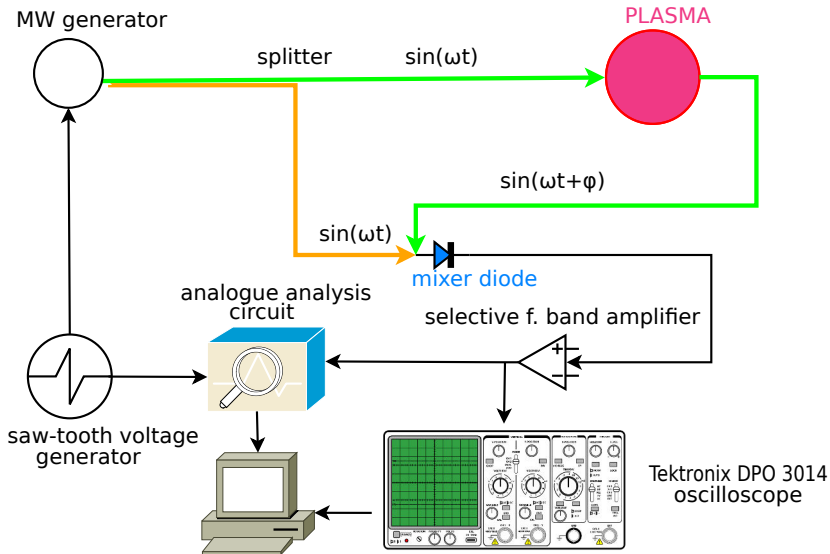 MW generator
PLASMA
splitter
sin(ωt)
sin(ωt+φ)
sin(ωt)
mixer diode
analogue analysis
circuit
selective f. band amplifier
saw-tooth voltage
generator
Tektronix DPO 3014
oscilloscope